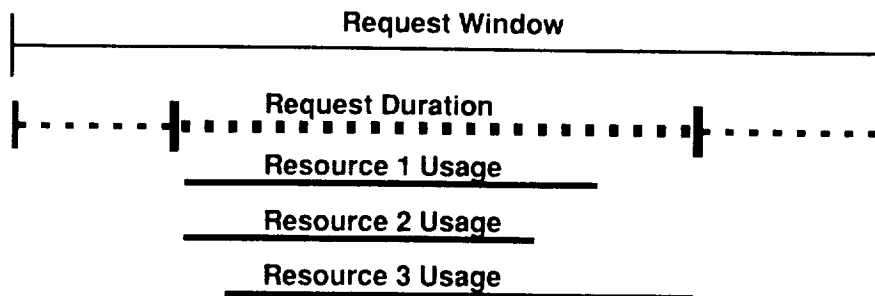 Request Window
Request Duration
Resource 1 Usage
Resource 2 Usage
Resource 3 Usage